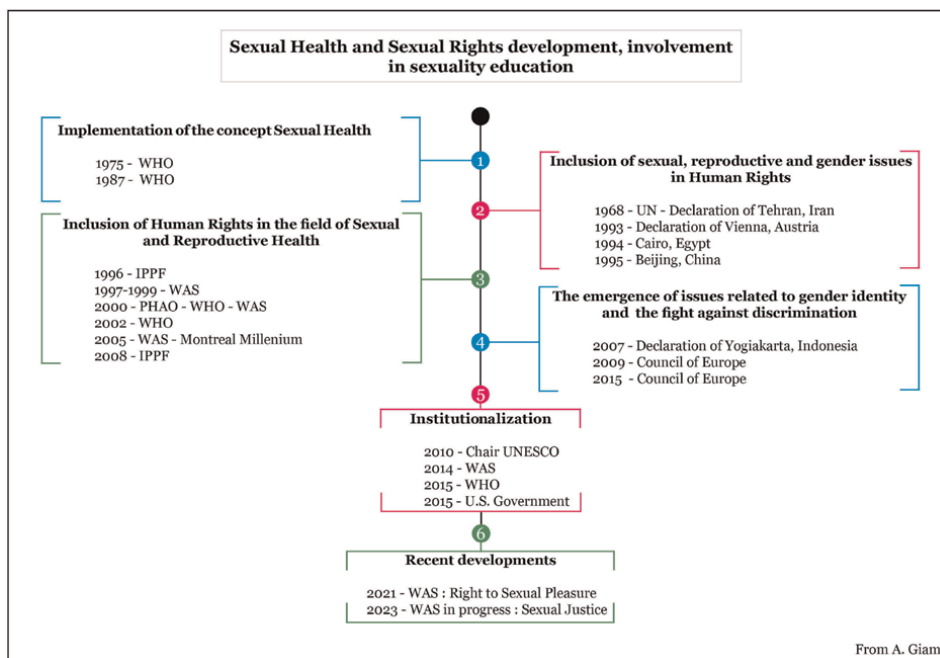 Sexual Health and Sexual Rights development, involvement
in sexuality education
1
Implementation of the concept Sexual Health
1975 - WHO
1987 - WHO
2
Inclusion of sexual, reproductive and gender issues
in Human Rights
1968 - UN - Declaration of Tehran, Iran
1993 - Declaration of Vienna, Austria
1994 - Cairo, Egypt
1995 - Beijing, China
3
Inclusion of Human Rights in the field of Sexual
and Reproductive Health
1996 - IPPF
1997-1999 - WAS
2000 - PHAO - WHO - WAS
2002 - WHO
2005 - WAS - Montreal Millenium
2008 - IPPF
4
The emergence of issues related to gender identity
and the fight against discrimination
2007 - Declaration of Yogiakarta, Indonesia
2009 - Council of Europe
2015 - Council of Europe
5
Institutionalization
2010 - Chair UNESCO
2014 - WAS
2015 - WHO
2015 - U.S. Government
6
Recent developments
2021 - WAS : Right to Sexual Pleasure
2023 - WAS in progress : Sexual Justice
From A. Giam